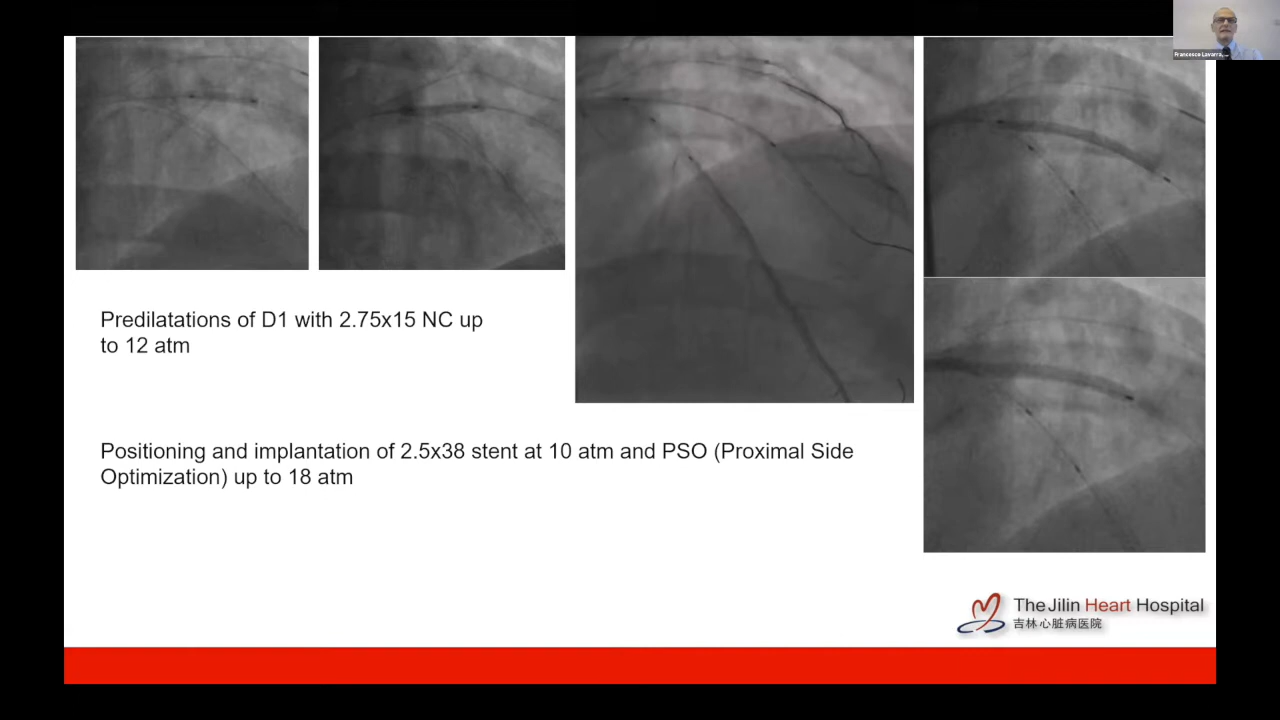 Francesco Lavarra,...
Predilatations of D1 with 2.75x15 NC up
to 12 atm
Positioning and implantation of 2.5x38 stent at 10 atm and PSO (Proximal Side
Optimization) up to 18 atm
The Jilin Heart Hospital
吉林心脏病医院